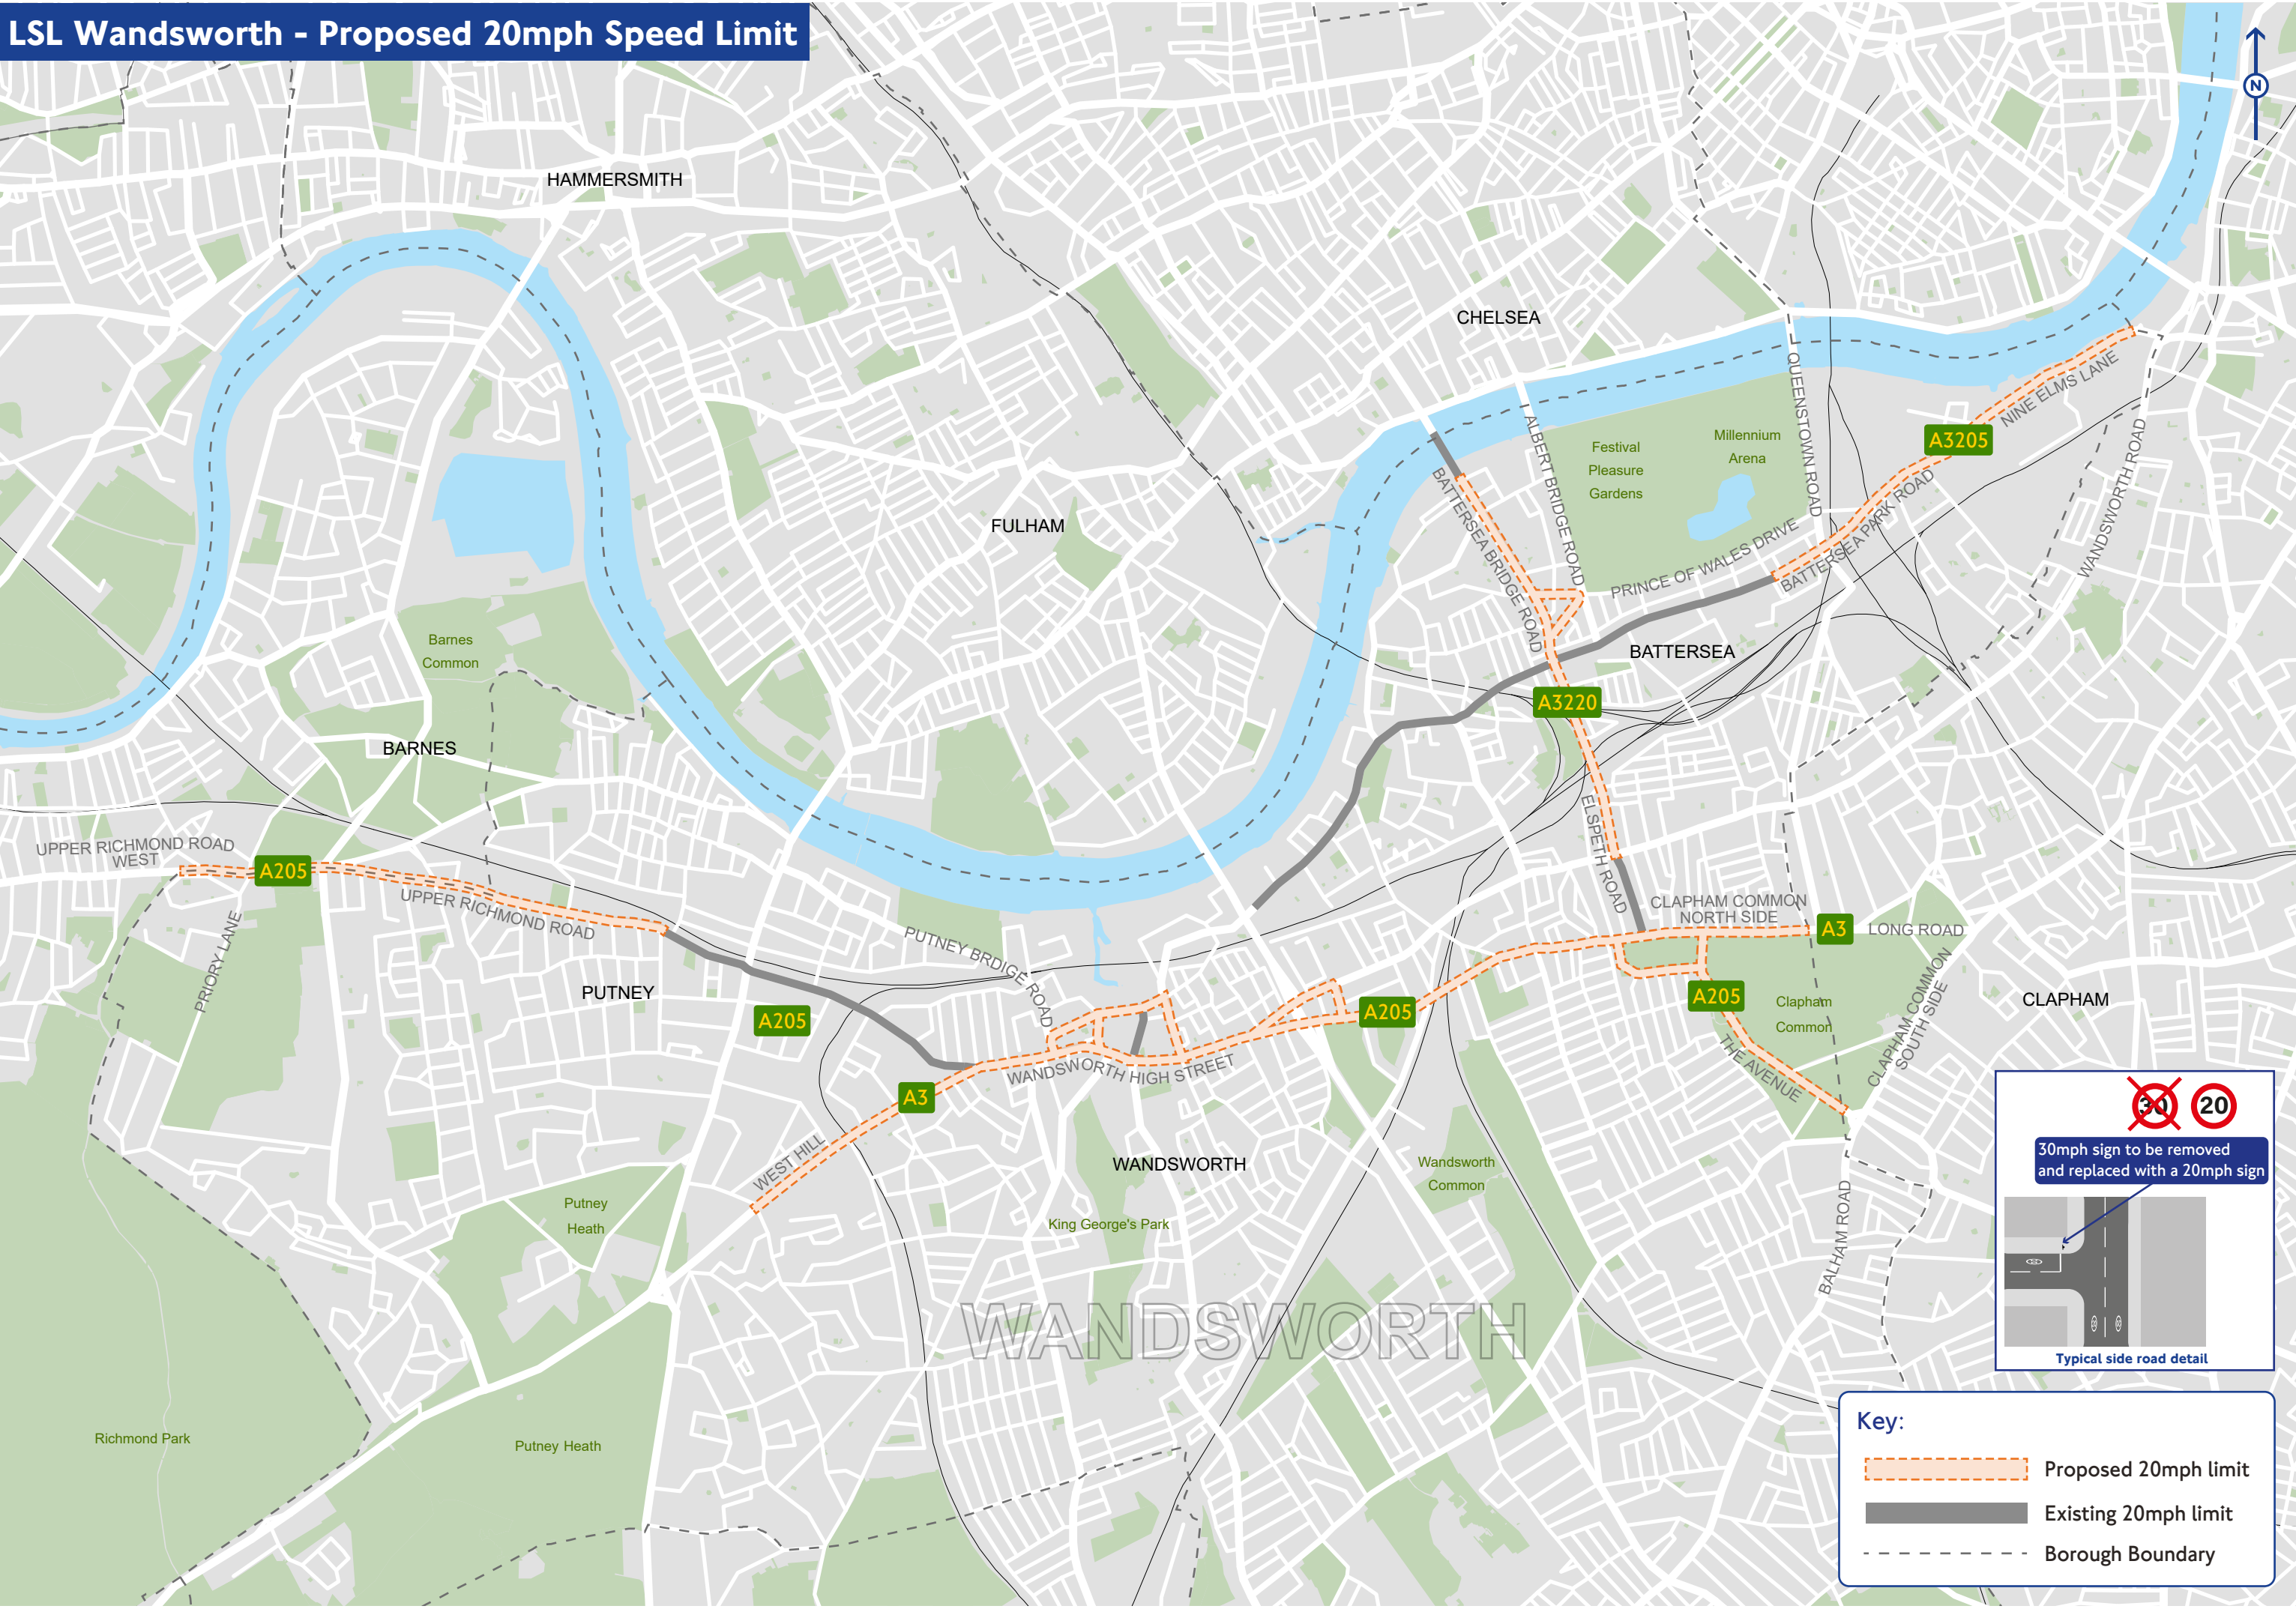 LSL Wandsworth - Proposed 20mph Speed Limit
N
HAMMERSMITH
CHELSEA
QUEENSTOWN ROAD
NINE ELMS LANE
A3205
ALBERT BRIDGE ROAD
Festival
Pleasure
Gardens
Millennium
Arena
WANDSWORTH ROAD
BATTERSEA BRIDGE ROAD
FULHAM
PRINCE OF WALES DRIVE
BATTERSEA PARK ROAD
Barnes
Common
BATTERSEA
A3220
BARNES
UPPER RICHMOND ROAD
WEST
A205
ELSPETH ROAD
UPPER RICHMOND ROAD
CLAPHAM COMMON
NORTH SIDE
A3
LONG ROAD
PRIORY LANE
PUTNEY BRDIGE ROAD
PUTNEY
A205
A205
A205
Clapham
Common
CLAPHAM COMMON
SOUTH SIDE
CLAPHAM
THE AVENUE
WANDSWORTH HIGH STREET
A3
WEST HILL
WANDSWORTH
Wandsworth
Common
Putney
Heath
King George's Park
BALHAM ROAD
WANDSWORTH
Richmond Park
Putney Heath
30
20
30mph sign to be removed
and replaced with a 20mph sign
Typical side road detail
Key:
Proposed 20mph limit
Existing 20mph limit
Borough Boundary